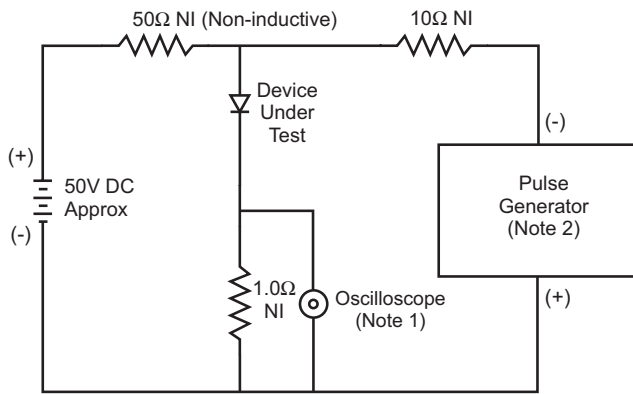 50Ω NI (Non-inductive)
10Ω NI
Device
Under
Test
(+)
50V DC
Approx
(-)
(-)
Pulse
Generator
(Note 2)
(+)
1.0Ω
NI
Oscilloscope
(Note 1)